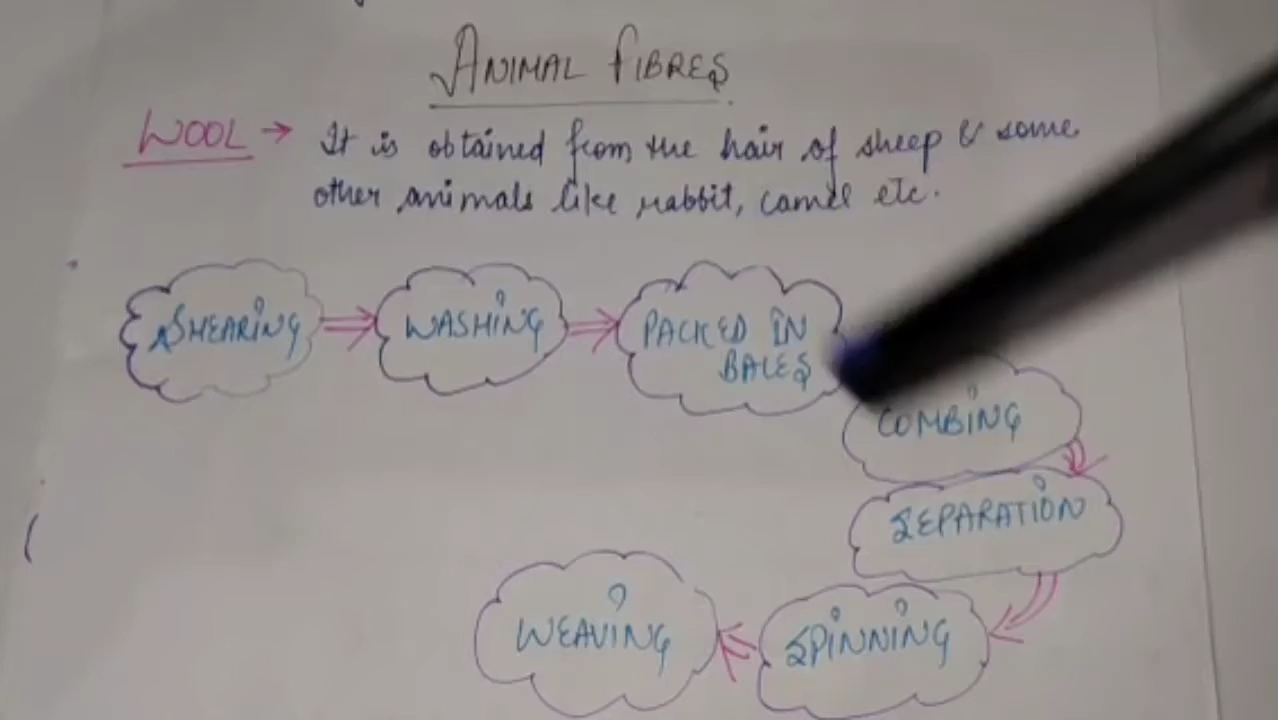 ANIMAL FIBRES
WOOL → It is obtained from the hair of sheep & some
other animals like rabbit, camel etc.
SHEARING
WASHING
PACKED IN
BALES
COMBING
SEPARATION
SPINNING
WEAVING